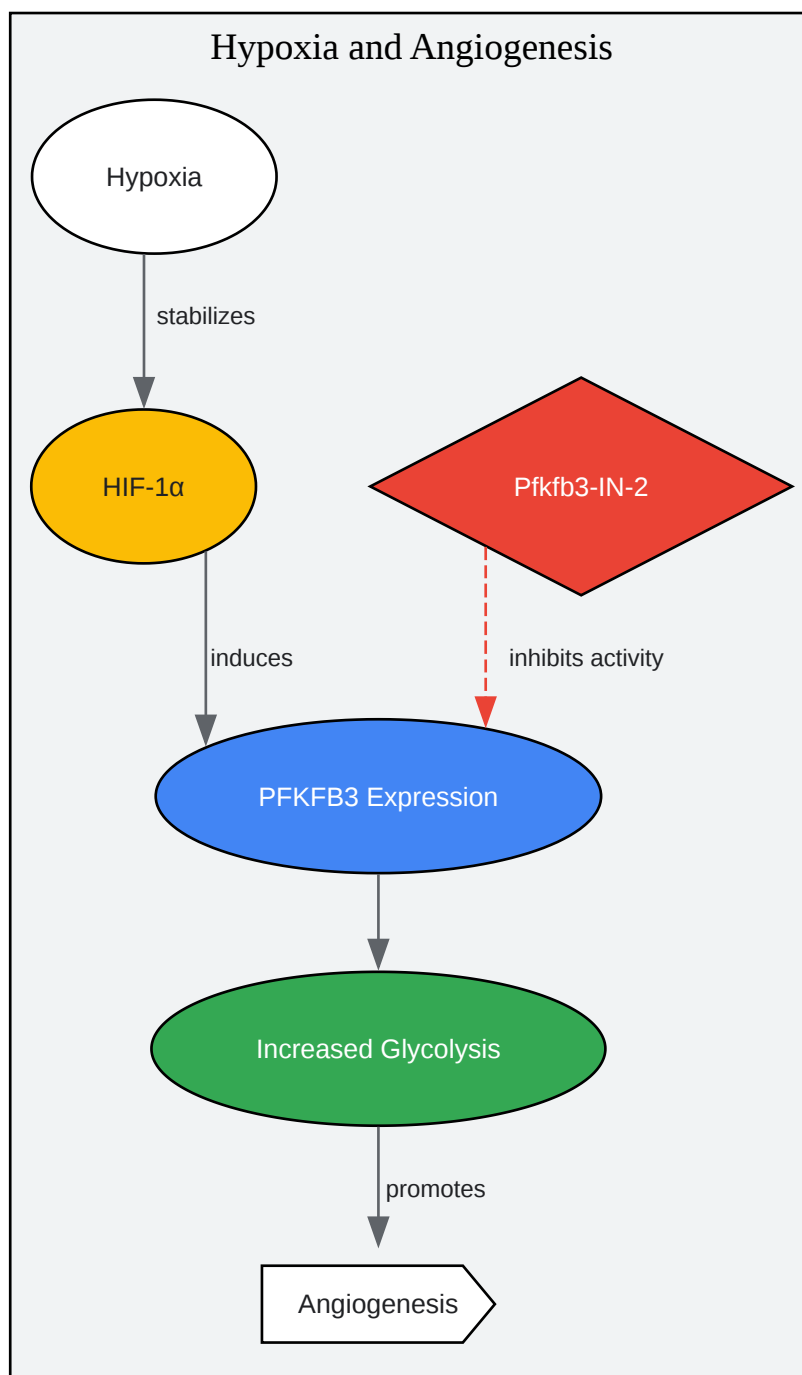 Hypoxia and Angiogenesis
Hypoxia
stabilizes
HIF-1α
Pfkfb3-IN-2
induces
inhibits activity
PFKFB3 Expression
Increased Glycolysis
promotes
Angiogenesis